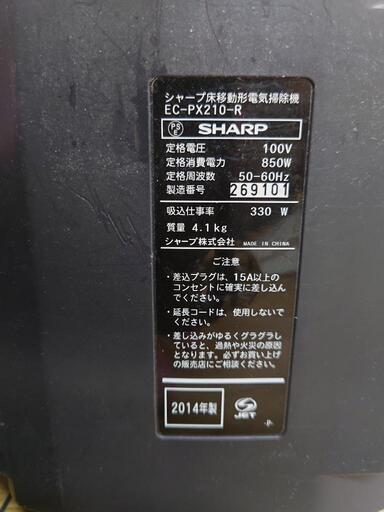 シャープ床移動形電気掃除機
EC-PX210-R
PS E SHARP
定格電圧 100V
定格消費電力 850W
定格周波数 50-60Hz
製造番号 269101
吸込仕事率 330 W
質量 4.1kg
シャープ株式会社 MADE IN CHINA
ご注意
・差込プラグは、15A以上の
コンセントに確実に差し込ん
でください。
・延長コードは、使用しないで
ください。
・差し込みがゆるくグラグラ
していると、過熱や火災の原因
となります。必ずお買い上げ
の販売店にご相談ください。
2014年製 JET
-P-